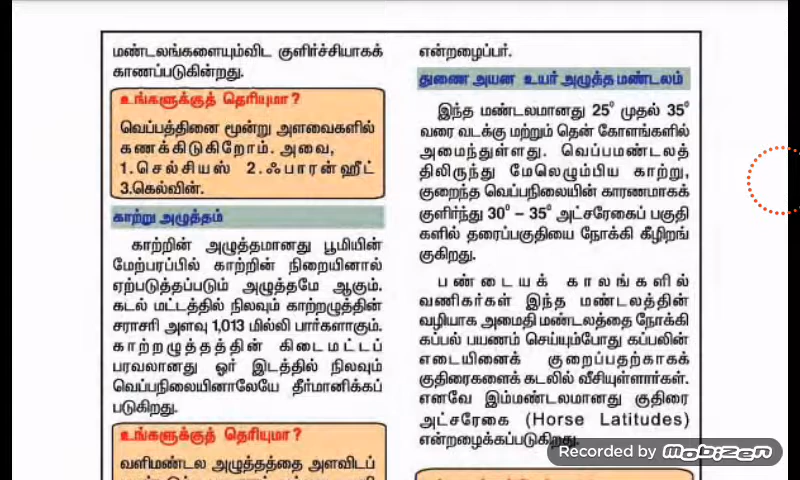 மண்டலங்களையும்விட குளிர்ச்சியாகக்
காணப்படுகின்றது.
உங்களுக்குத் தெரியுமா?
வெப்பத்தினை மூன்று அளவைகளில்
கணக்கிடுகிறோம். அவை,
1.செல்சியஸ் 2.ஃபாரன்ஹீட்
3.கெல்வின்.
காற்று அழுத்தம்
காற்றின் அழுத்தமானது பூமியின்
மேற்பரப்பில் காற்றின் நிறையினால்
ஏற்படுத்தப்படும் அழுத்தமே ஆகும்.
கடல் மட்டத்தில் நிலவும் காற்றழுத்தின்
சராசரி அளவு 1,013 மில்லி பார்களாகும்.
காற்றழுத்தத்தின் கிடைமட்டப்
பரவலானது ஓர் இடத்தில் நிலவும்
வெப்பநிலையினாலேயே தீர்மானிக்கப்
படுகிறது.
உங்களுக்குத் தெரியுமா?
வளிமண்டல அழுத்தத்தை அளவிடப்
என்றழைப்பர்.
துணை அயன உயர் அழுத்த மண்டலம்
இந்த மண்டலமானது 25⁰ முதல் 35⁰
வரை வடக்கு மற்றும் தென் கோளங்களில்
அமைந்துள்ளது. வெப்பமண்டலத்
திலிருந்து மேலெழும்பிய காற்று,
குறைந்த வெப்பநிலையின் காரணமாகக்
குளிர்ந்து 30⁰ – 35⁰ அட்சரேகைப் பகுதி
களில் தரைப்பகுதியை நோக்கி கீழிறங்
குகிறது.
பண்டையக் காலங்களில்
வணிகர்கள் இந்த மண்டலத்தின்
வழியாக அமைதி மண்டலத்தை நோக்கி
கப்பல் பயணம் செய்யும்போது கப்பலின்
எடையினைக் குறைப்பதற்காகக்
குதிரைகளைக் கடலில் வீசியுள்ளார்கள்.
எனவே இம்மண்டலமானது குதிரை
அட்சரேகை (Horse Latitudes)
என்றழைக்கப்படுகிறது.
Recorded by Mobizen